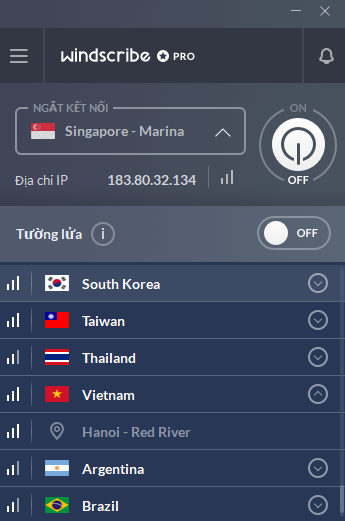 windscribe PRO
NGẮT KẾT NỐI
ON
Singapore - Marina
OFF
Địa chỉ IP 183.80.32.134
Tường lửa i OFF
South Korea
Taiwan
Thailand
Vietnam
Hanoi - Red River
Argentina
Brazil